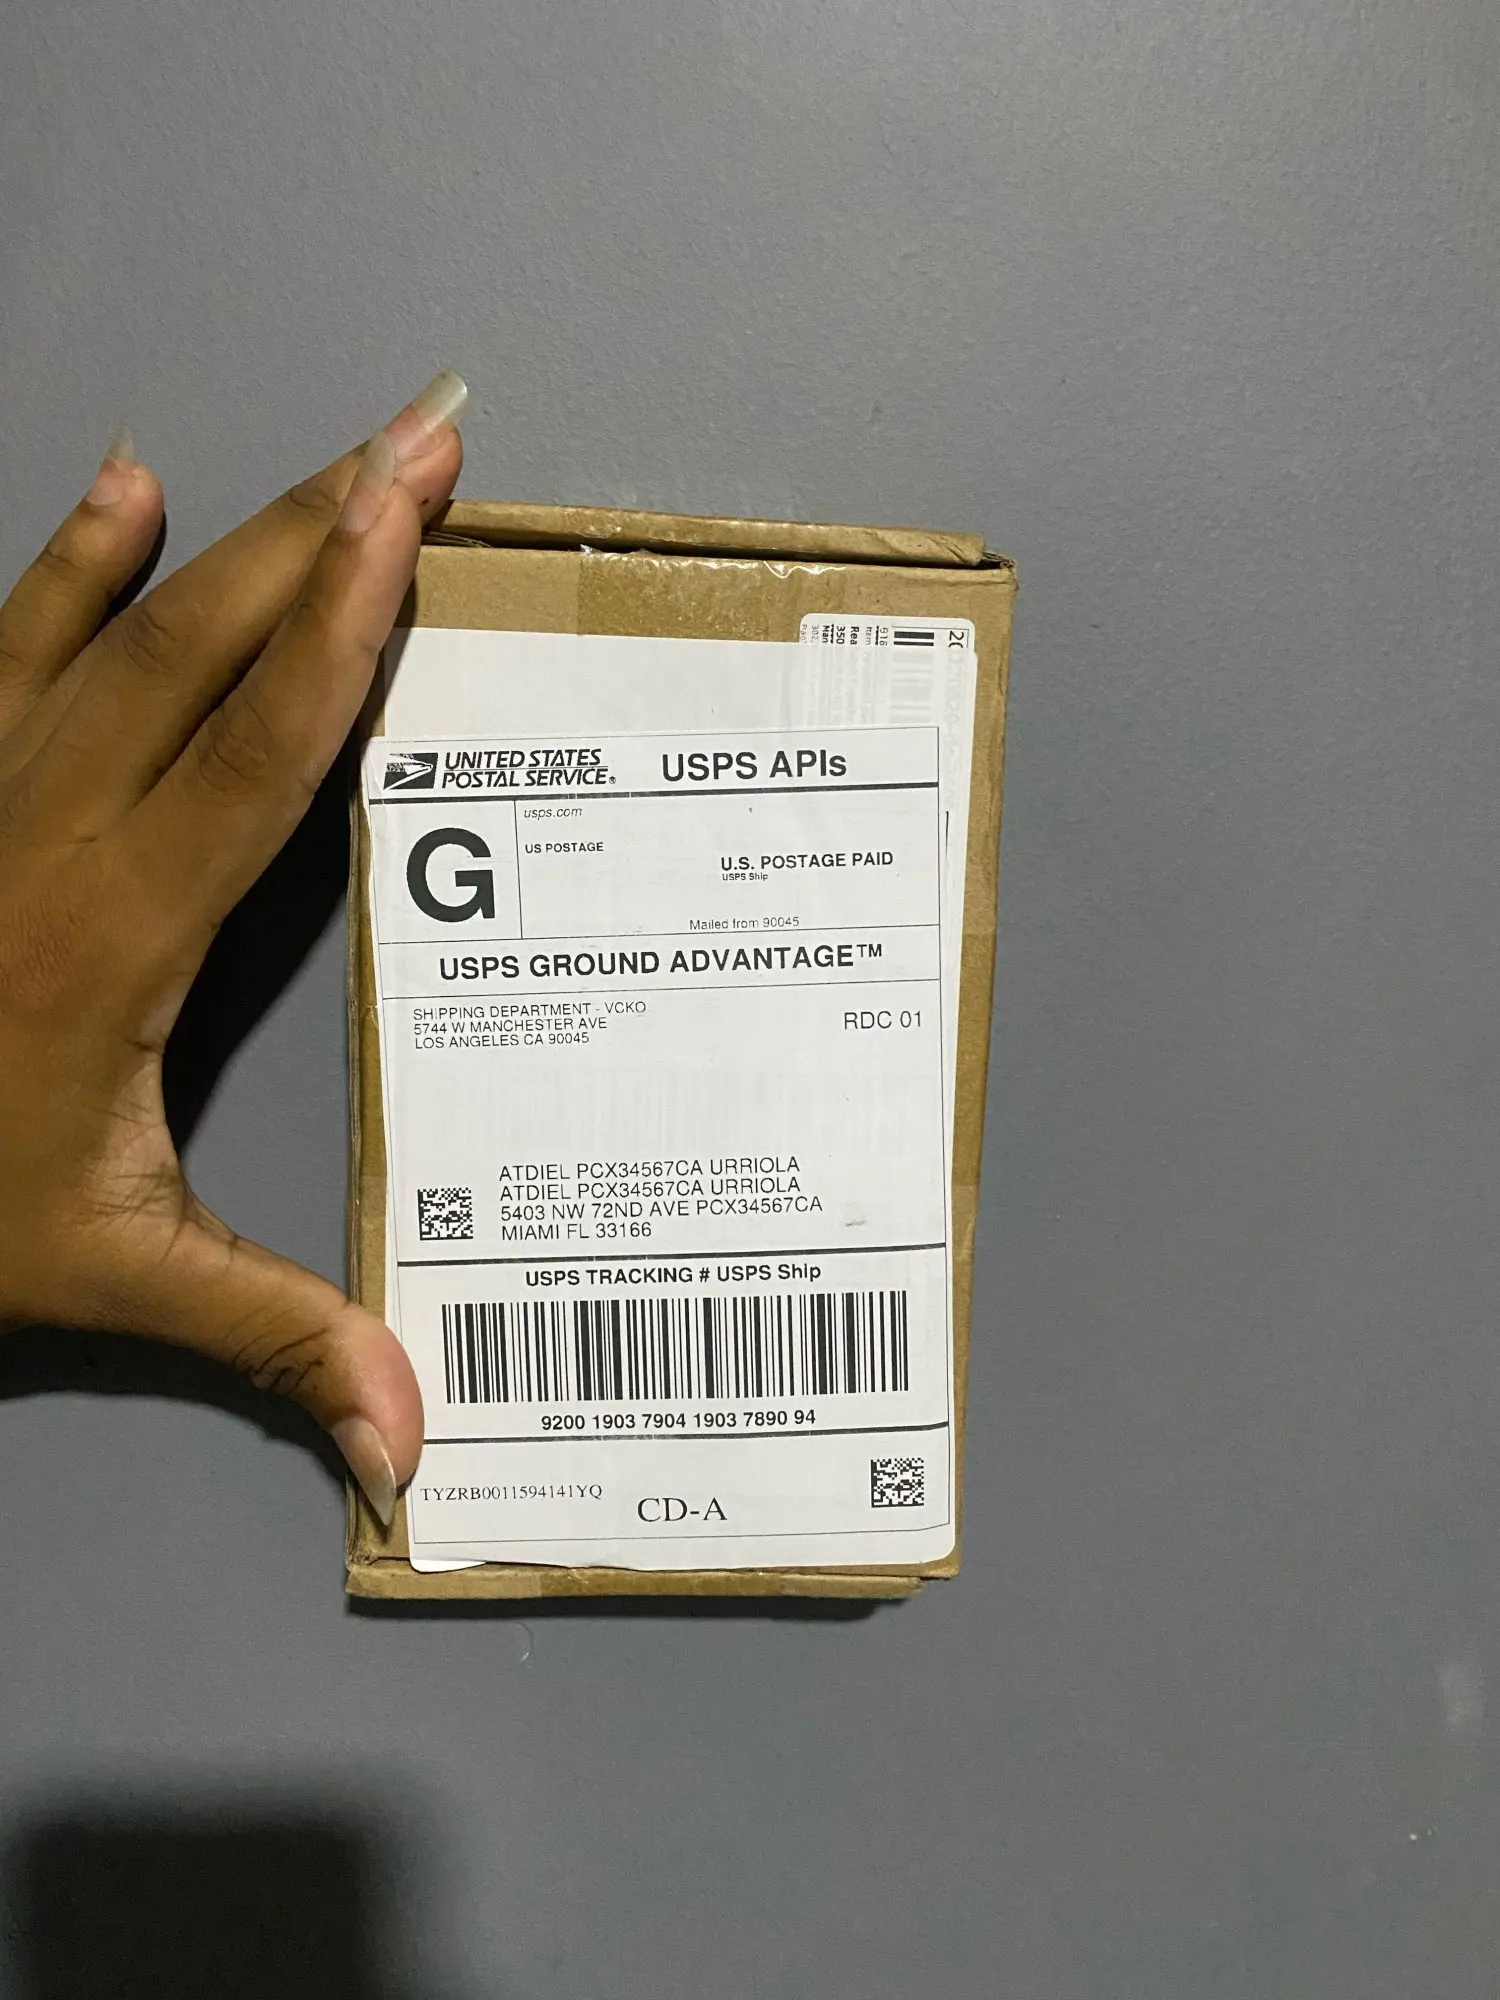 20
UNITED STATES
POSTAL SERVICE®
USPS APIs
G
usps.com
US POSTAGE
U.S. POSTAGE PAID
USPS Ship
Mailed from 90045
USPS GROUND ADVANTAGE™
SHIPPING DEPARTMENT - VCKO
5744 W MANCHESTER AVE
LOS ANGELES CA 90045
RDC 01
ATDIEL PCX34567CA URRIOLA
ATDIEL PCX34567CA URRIOLA
5403 NW 72ND AVE PCX34567CA
MIAMI FL 33166
USPS TRACKING # USPS Ship
9200 1903 7904 1903 7890 94
TYZRB0011594141YQ
CD-A